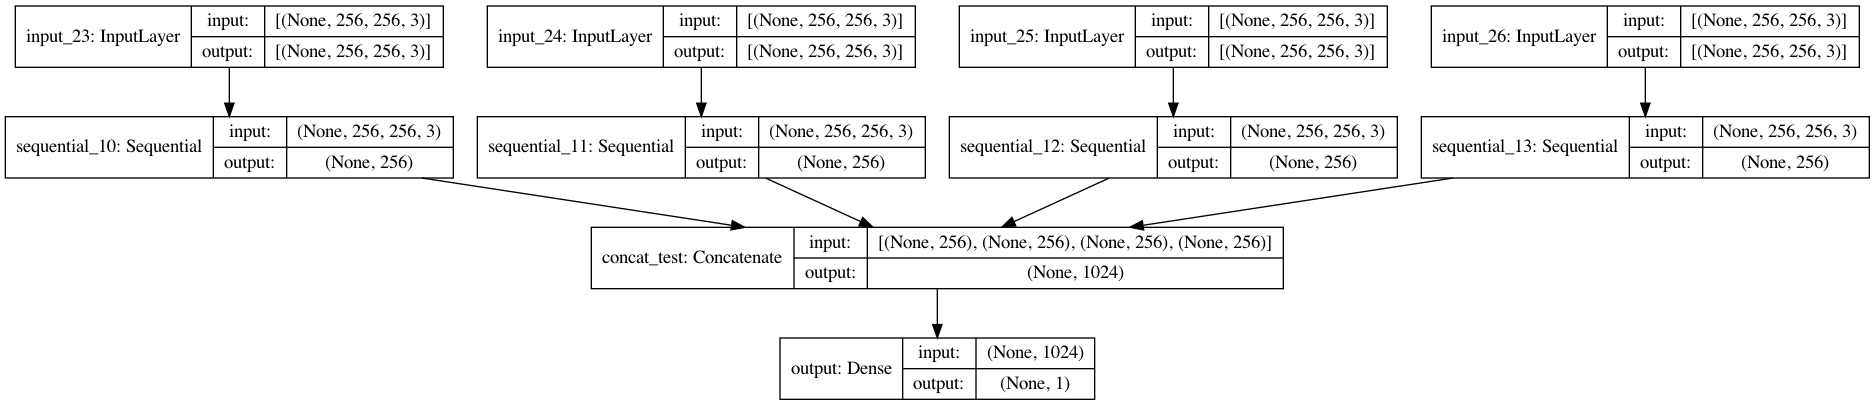 input_23: InputLayer
input:
[(None, 256, 256, 3)]
output:
[(None, 256, 256, 3)]
input_24: InputLayer
input:
[(None, 256, 256, 3)]
output:
[(None, 256, 256, 3)]
input_25: InputLayer
input:
[(None, 256, 256, 3)]
output:
[(None, 256, 256, 3)]
input_26: InputLayer
input:
[(None, 256, 256, 3)]
output:
[(None, 256, 256, 3)]
sequential_10: Sequential
input:
(None, 256, 256, 3)
output:
(None, 256)
sequential_11: Sequential
input:
(None, 256, 256, 3)
output:
(None, 256)
sequential_12: Sequential
input:
(None, 256, 256, 3)
output:
(None, 256)
sequential_13: Sequential
input:
(None, 256, 256, 3)
output:
(None, 256)
concat_test: Concatenate
input:
[(None, 256), (None, 256), (None, 256), (None, 256)]
output:
(None, 1024)
output: Dense
input:
(None, 1024)
output:
(None, 1)